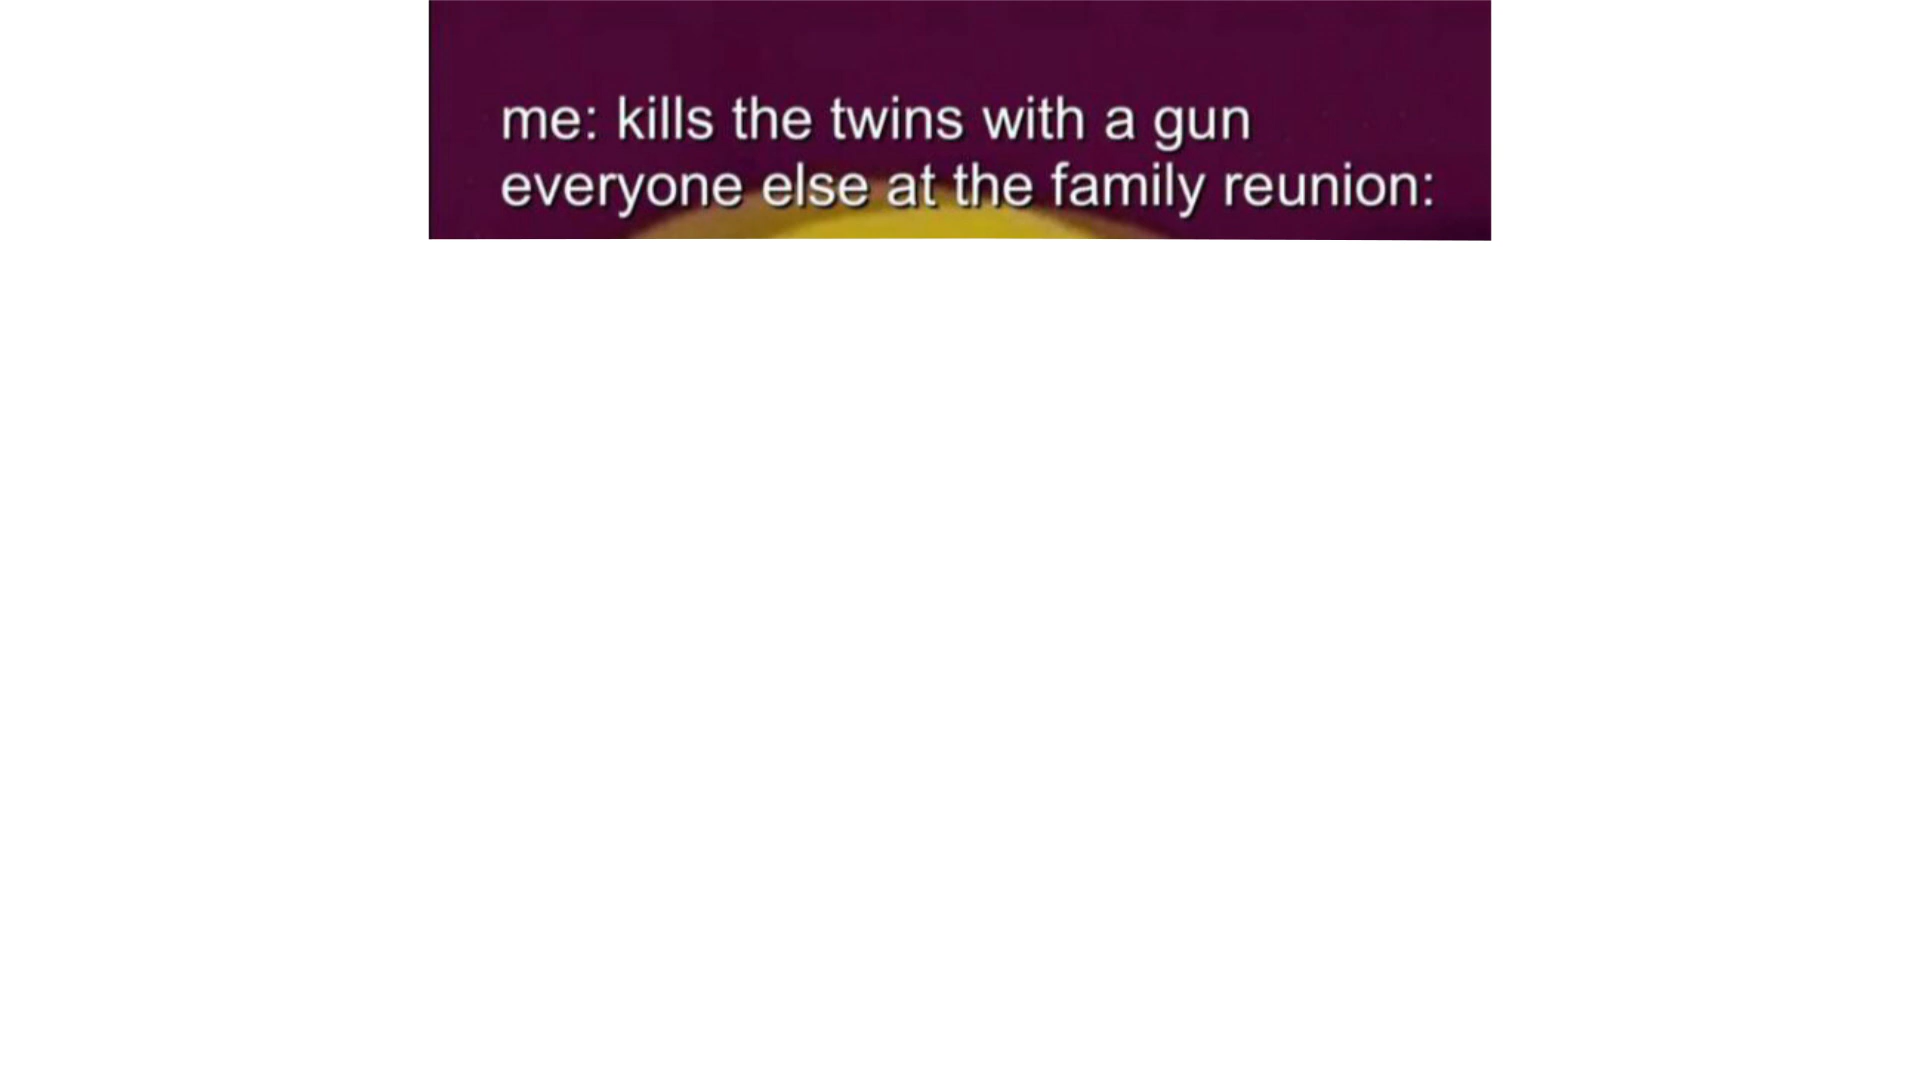 me: kills the twins with a gun
everyone else at the family reunion: